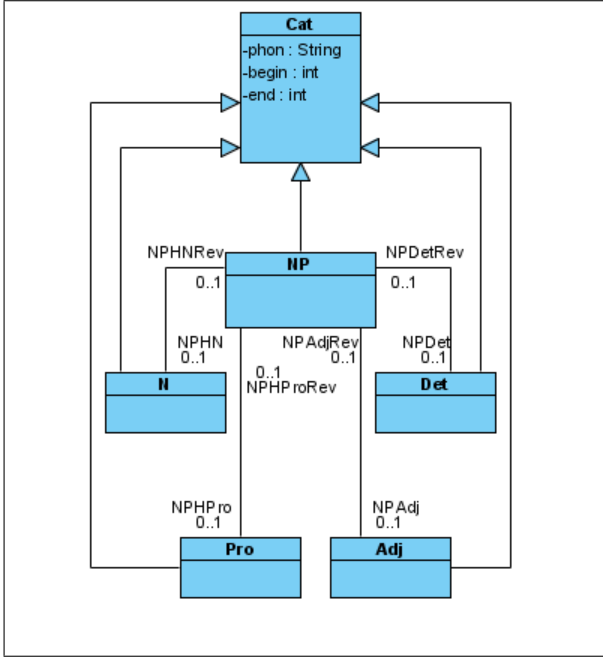 Cat
-phon : String
-begin : int
-end : int
NPHNRev
0..1
NP
NPDetRev
0..1
NPHN
0..1
NPAdjRev
0..1
0..1
NPHProRev
NPDet
0..1
N
Det
NPHPro
0..1
NPAdj
0..1
Pro
Adj